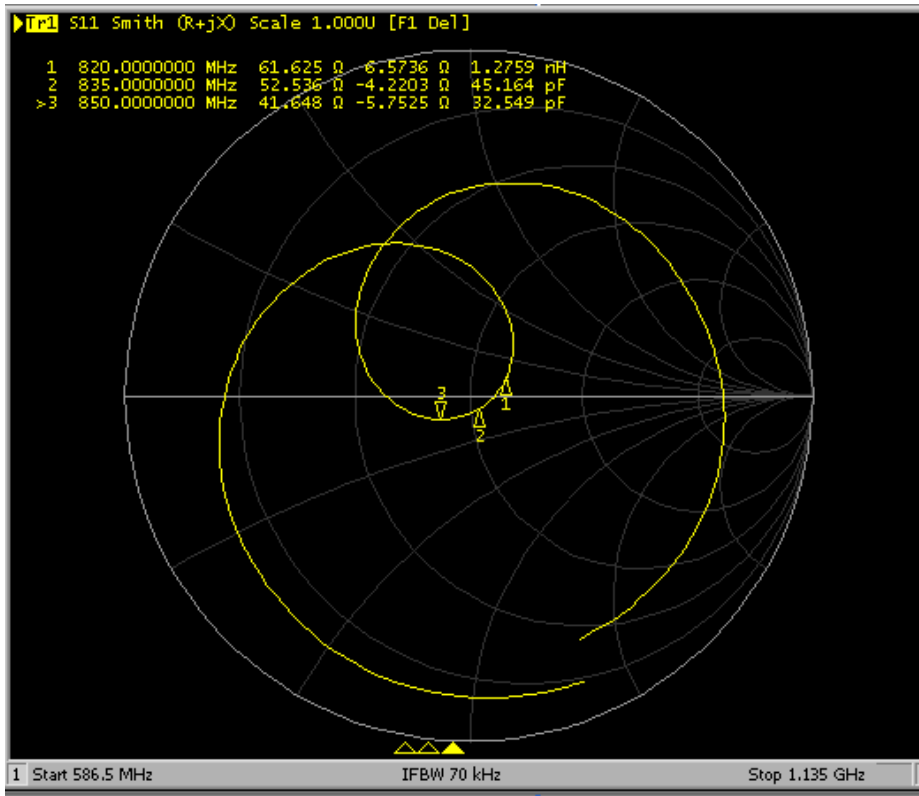 Tr1 S11 Smith (R+jX) Scale 1.000U [F1 Del]
1 820.0000000 MHz 61.625 Ω 6.5736 Ω 1.2759 nH
2 835.0000000 MHz 52.536 Ω -4.2203 Ω 45.164 pF
>3 850.0000000 MHz 41.648 Ω -5.7525 Ω 32.549 pF
3
1
2
1 Start 586.5 MHz IFBW 70 kHz Stop 1.135 GHz